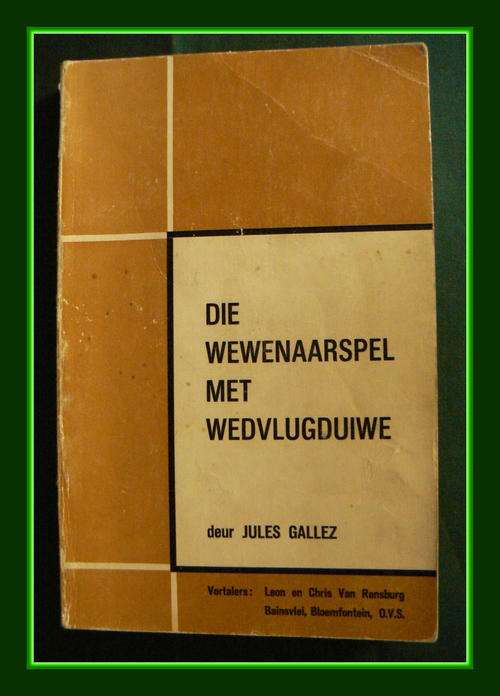 DIE
WEWENAARSPEL
MET
WEDVLUGDUIWE
deur JULES GALLEZ
Vertalers: Leon en Chris Van Rensburg
Bainsvlei, Bloemfontein, O.V.S.